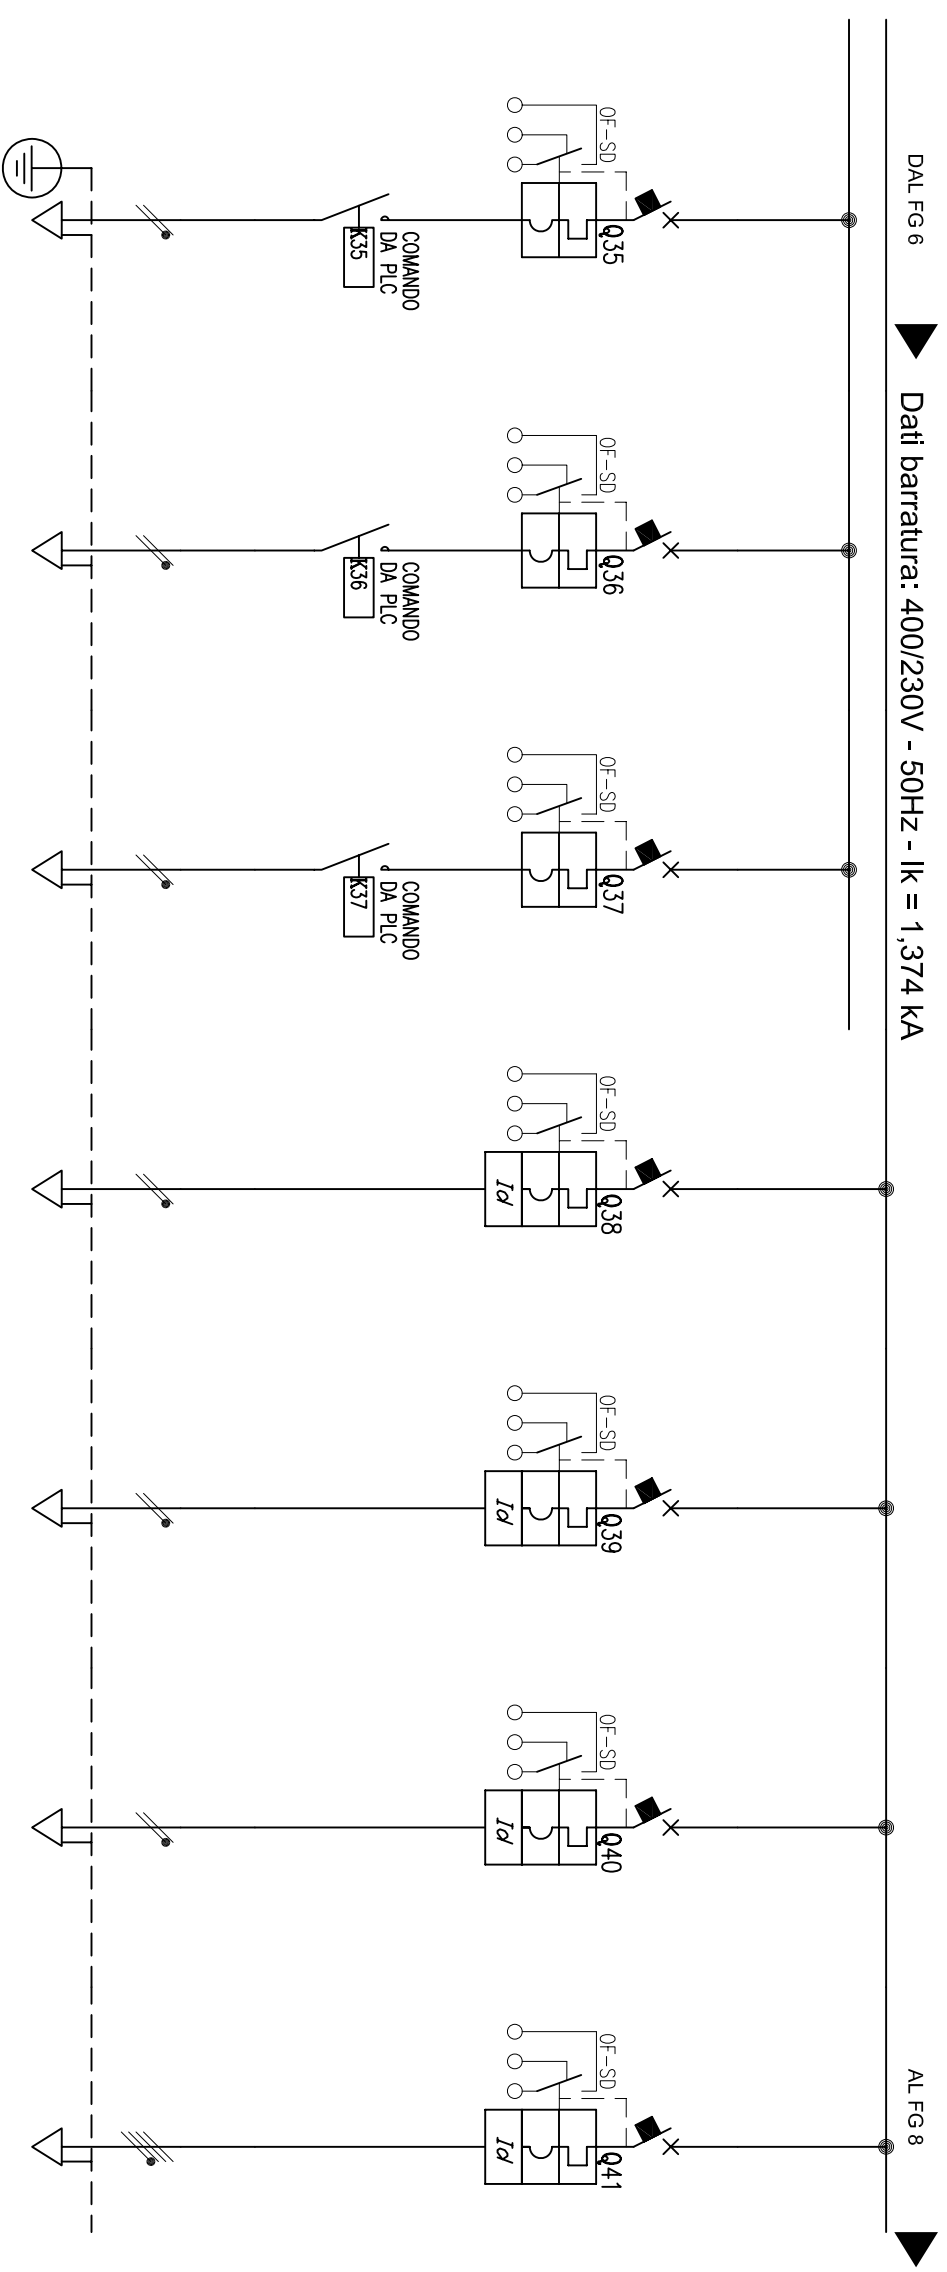 DAL FG 6
Dati barratura: 400/230V - 50Hz - Ik = 1,374 kA
AL FG 8
OF-SD
Q35
COMANDO
DA PLC
K35
OF-SD
Q36
COMANDO
DA PLC
K36
OF-SD
Q37
COMANDO
DA PLC
K37
OF-SD
Q38
Id
OF-SD
Q39
Id
OF-SD
Q40
Id
OF-SD
Q41
Id